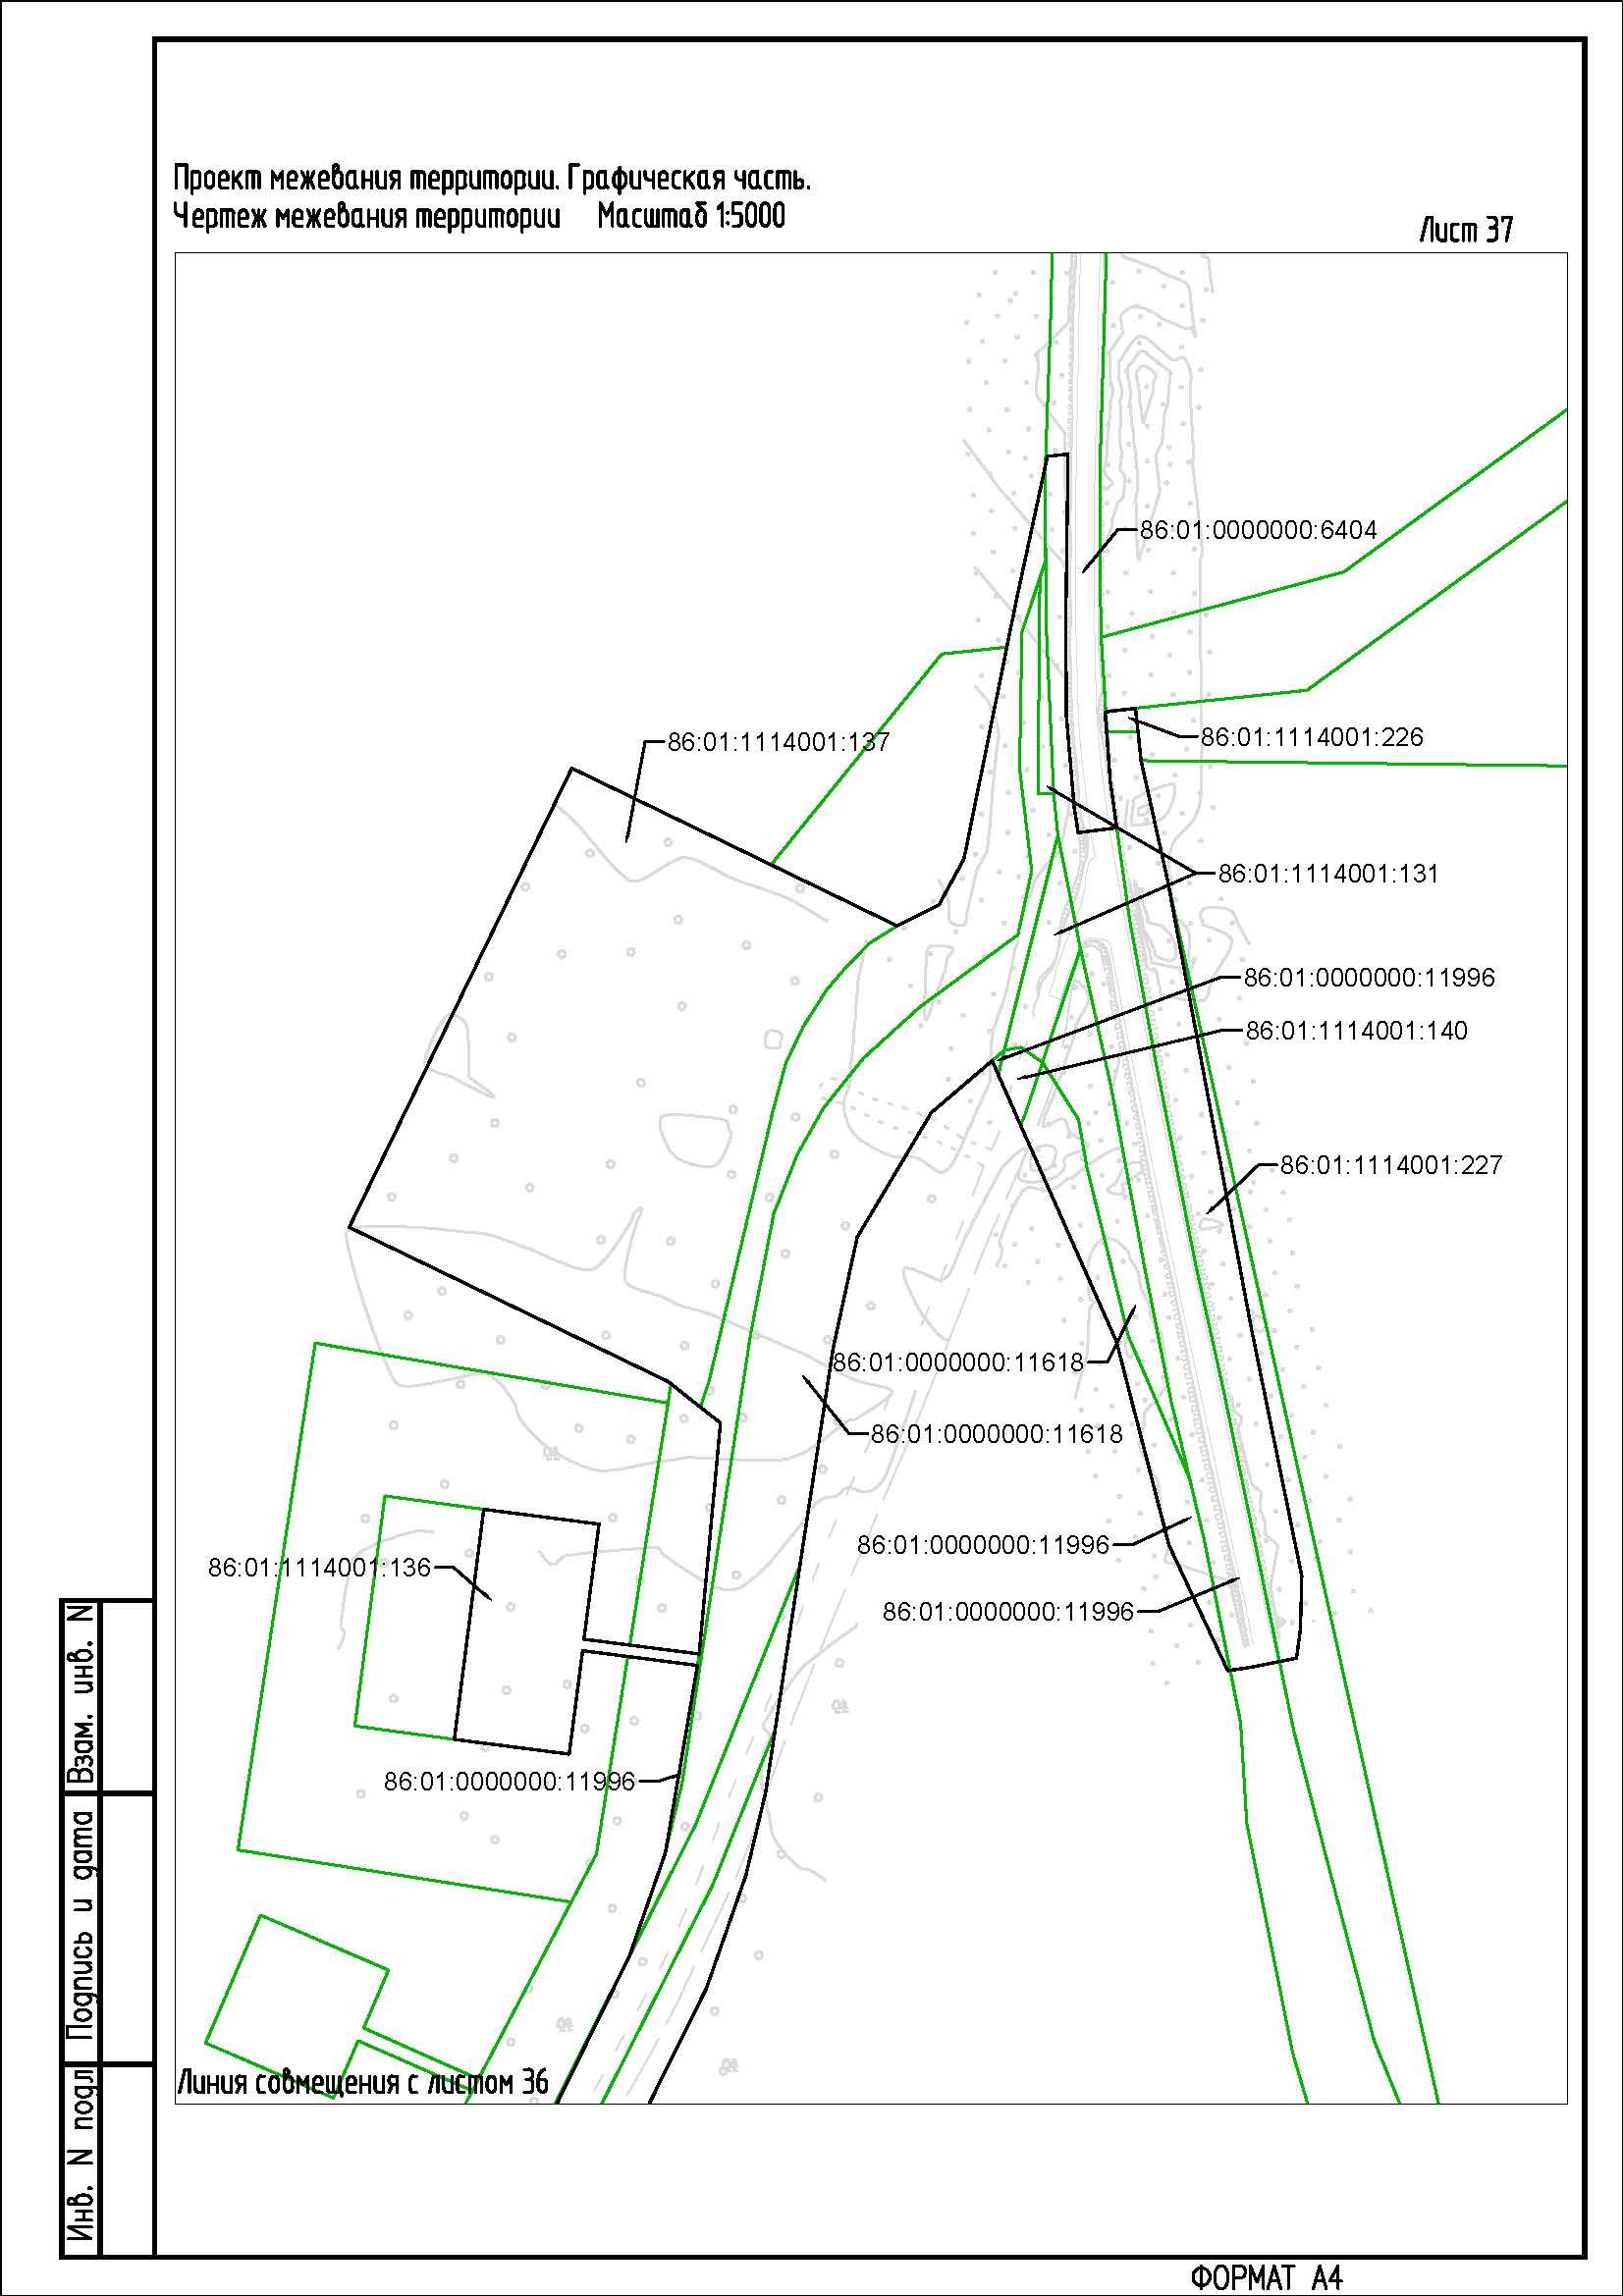 Проект межевания территории. Графическая часть.
Чертеж межевания территории Масштаб 1:5000
Лист 37
86:01:0000000:6404
86:01:1114001:226
86:01:1114001:137
86:01:1114001:131
86:01:0000000:11996
86:01:1114001:140
86:01:1114001:227
86:01:0000000:11618
86:01:0000000:11618
86:01:0000000:11996
86:01:1114001:136
86:01:0000000:11996
86:01:0000000:11996
Линия совмещения с листом 36
Взам. инв. N
Подпись и дата
Инв. N подл
ФОРМАТ А4